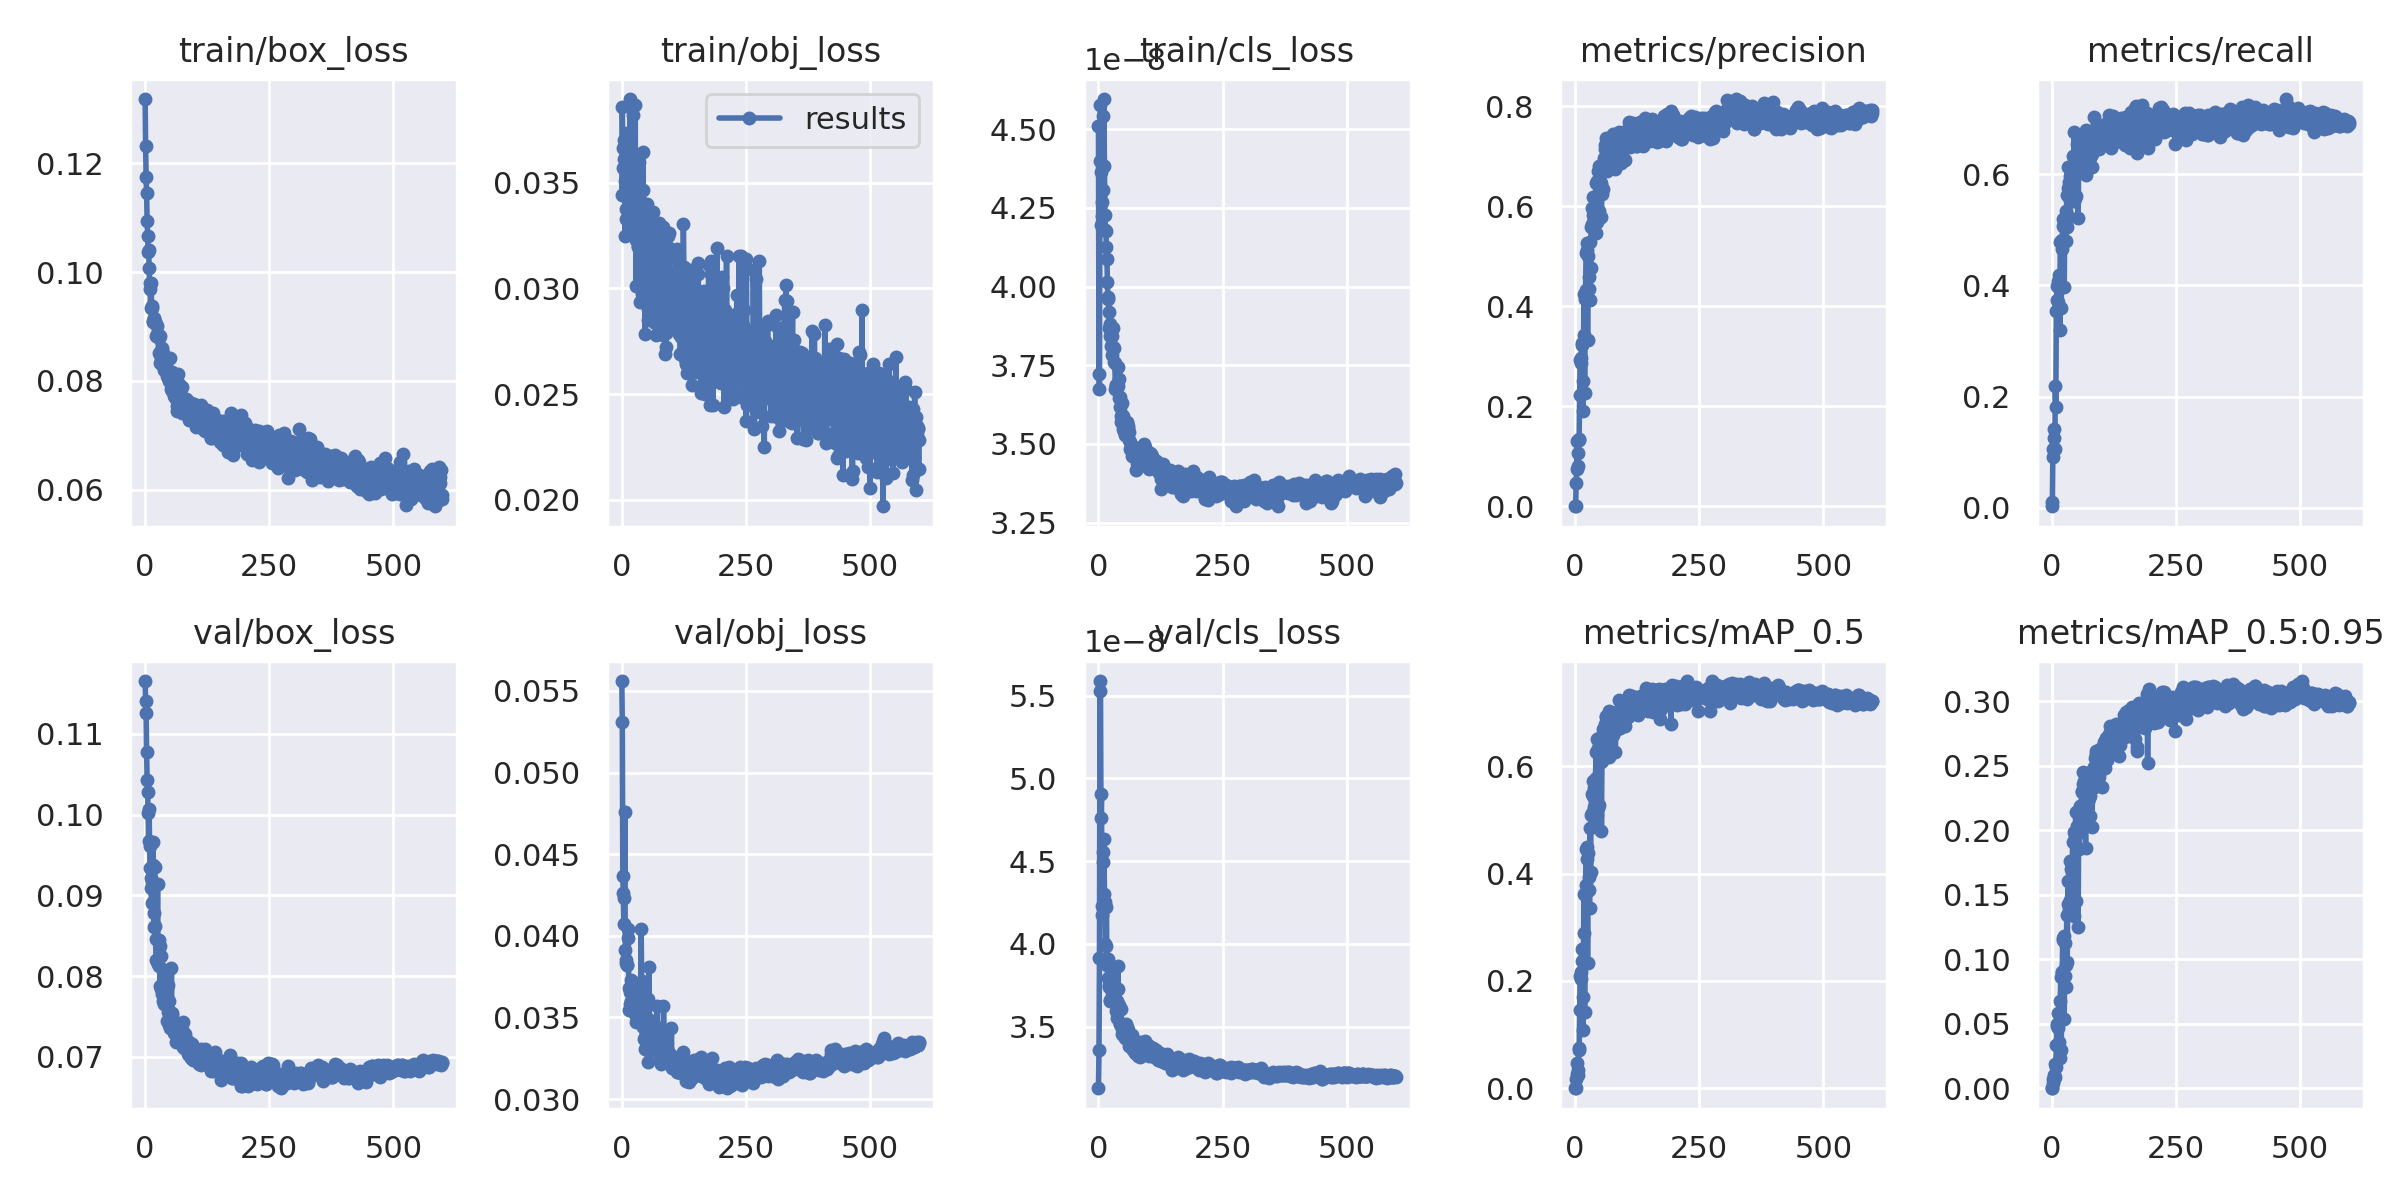 train/box_loss
train/obj_loss
1e−8
train/cls_loss
metrics/precision
metrics/recall
0.12
0.10
0.08
0.06
0 250 500
results
0.035
0.030
0.025
0.020
0 250 500
4.50
4.25
4.00
3.75
3.50
3.25
0 250 500
0.8
0.6
0.4
0.2
0.0
0 250 500
0.6
0.4
0.2
0.0
0 250 500
val/box_loss
val/obj_loss
1e−8
val/cls_loss
metrics/mAP_0.5
metrics/mAP_0.5:0.95
0.11
0.10
0.09
0.08
0.07
0 250 500
0.055
0.050
0.045
0.040
0.035
0.030
0 250 500
5.5
5.0
4.5
4.0
3.5
0 250 500
0.6
0.4
0.2
0.0
0 250 500
0.30
0.25
0.20
0.15
0.10
0.05
0.00
0 250 500